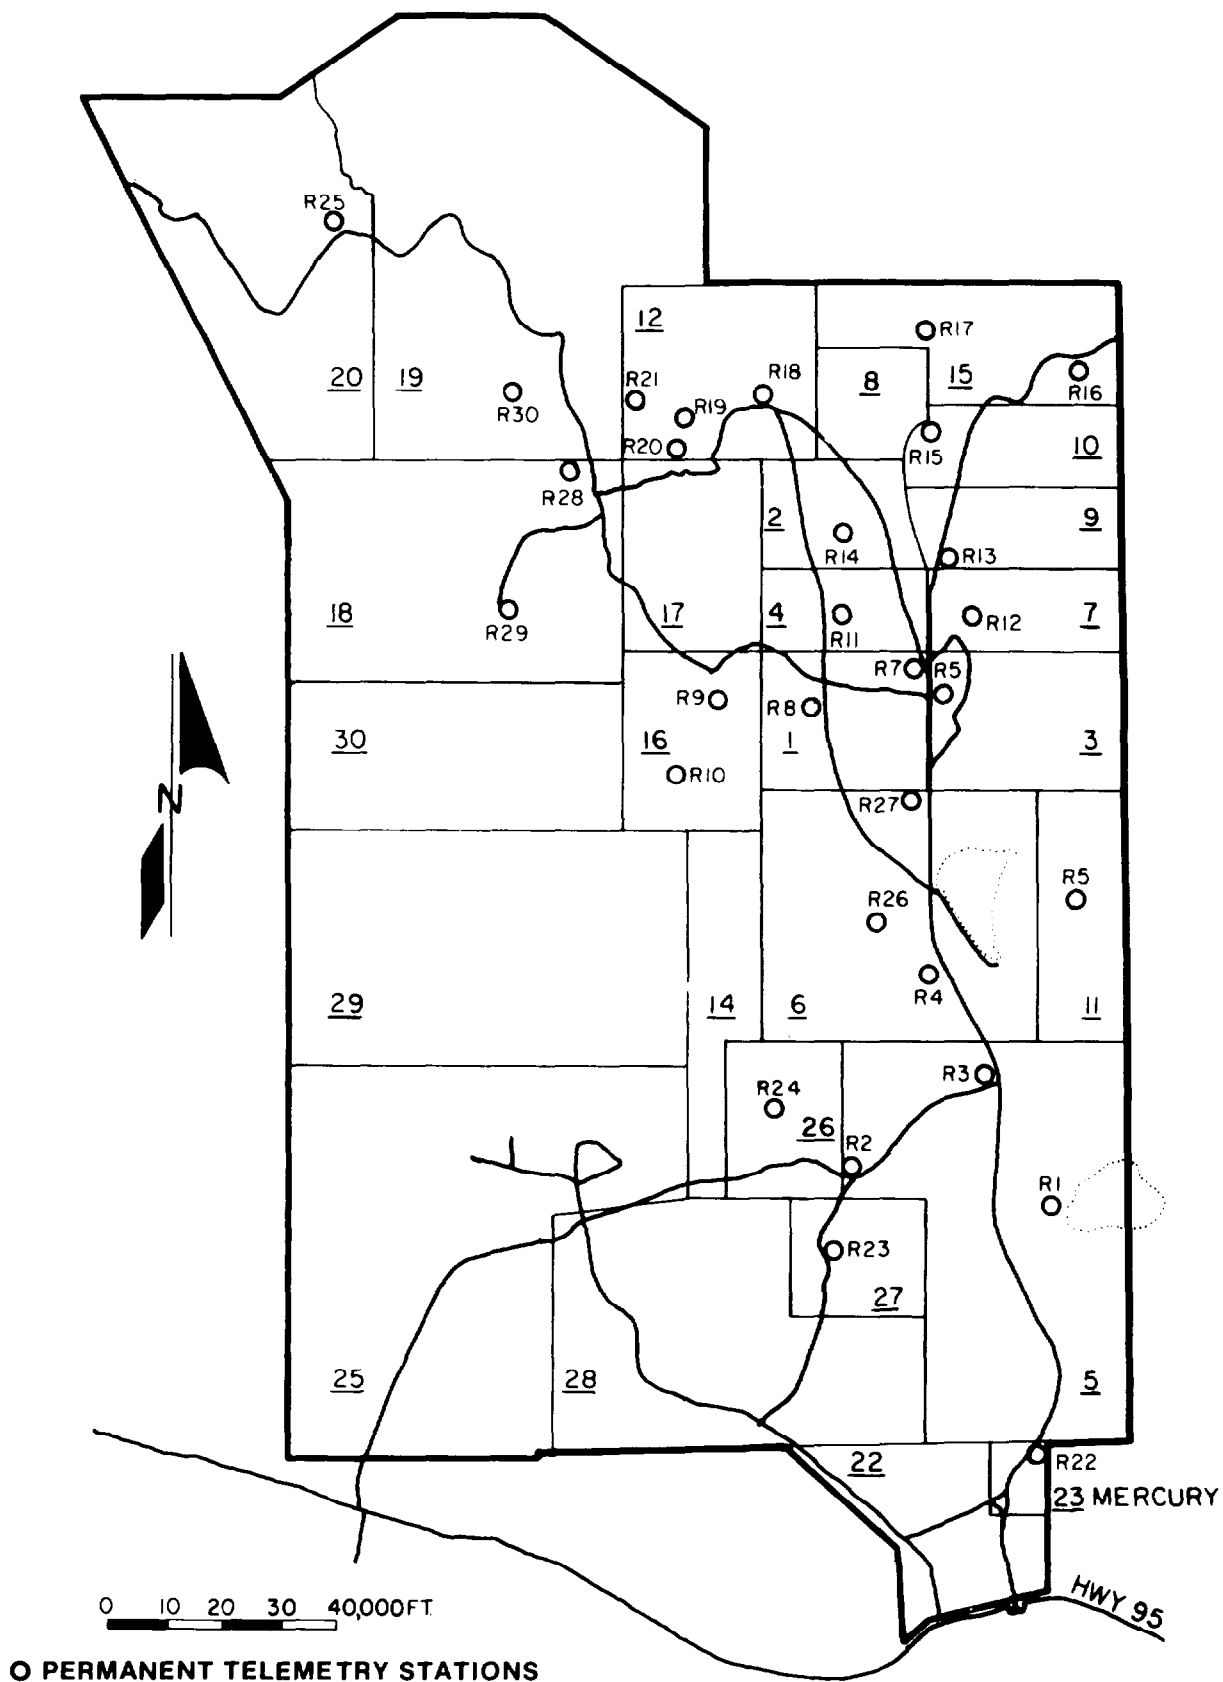 R25
12
R17
20
19
R30
R21
R18
8
15
R16
R19
R20
R15
10
R28
2
R14
9
R13
18
R29
17
4
R11
R12
7
R7
R5
R9
R8
30
16
1
3
R10
R27
N
R26
R5
29
14
6
R4
11
R3
R24
26
R2
R1
R23
27
25
28
5
22
R22
23 MERCURY
HWY 95
0 10 20 30 40,000 FT.
O PERMANENT TELEMETRY STATIONS